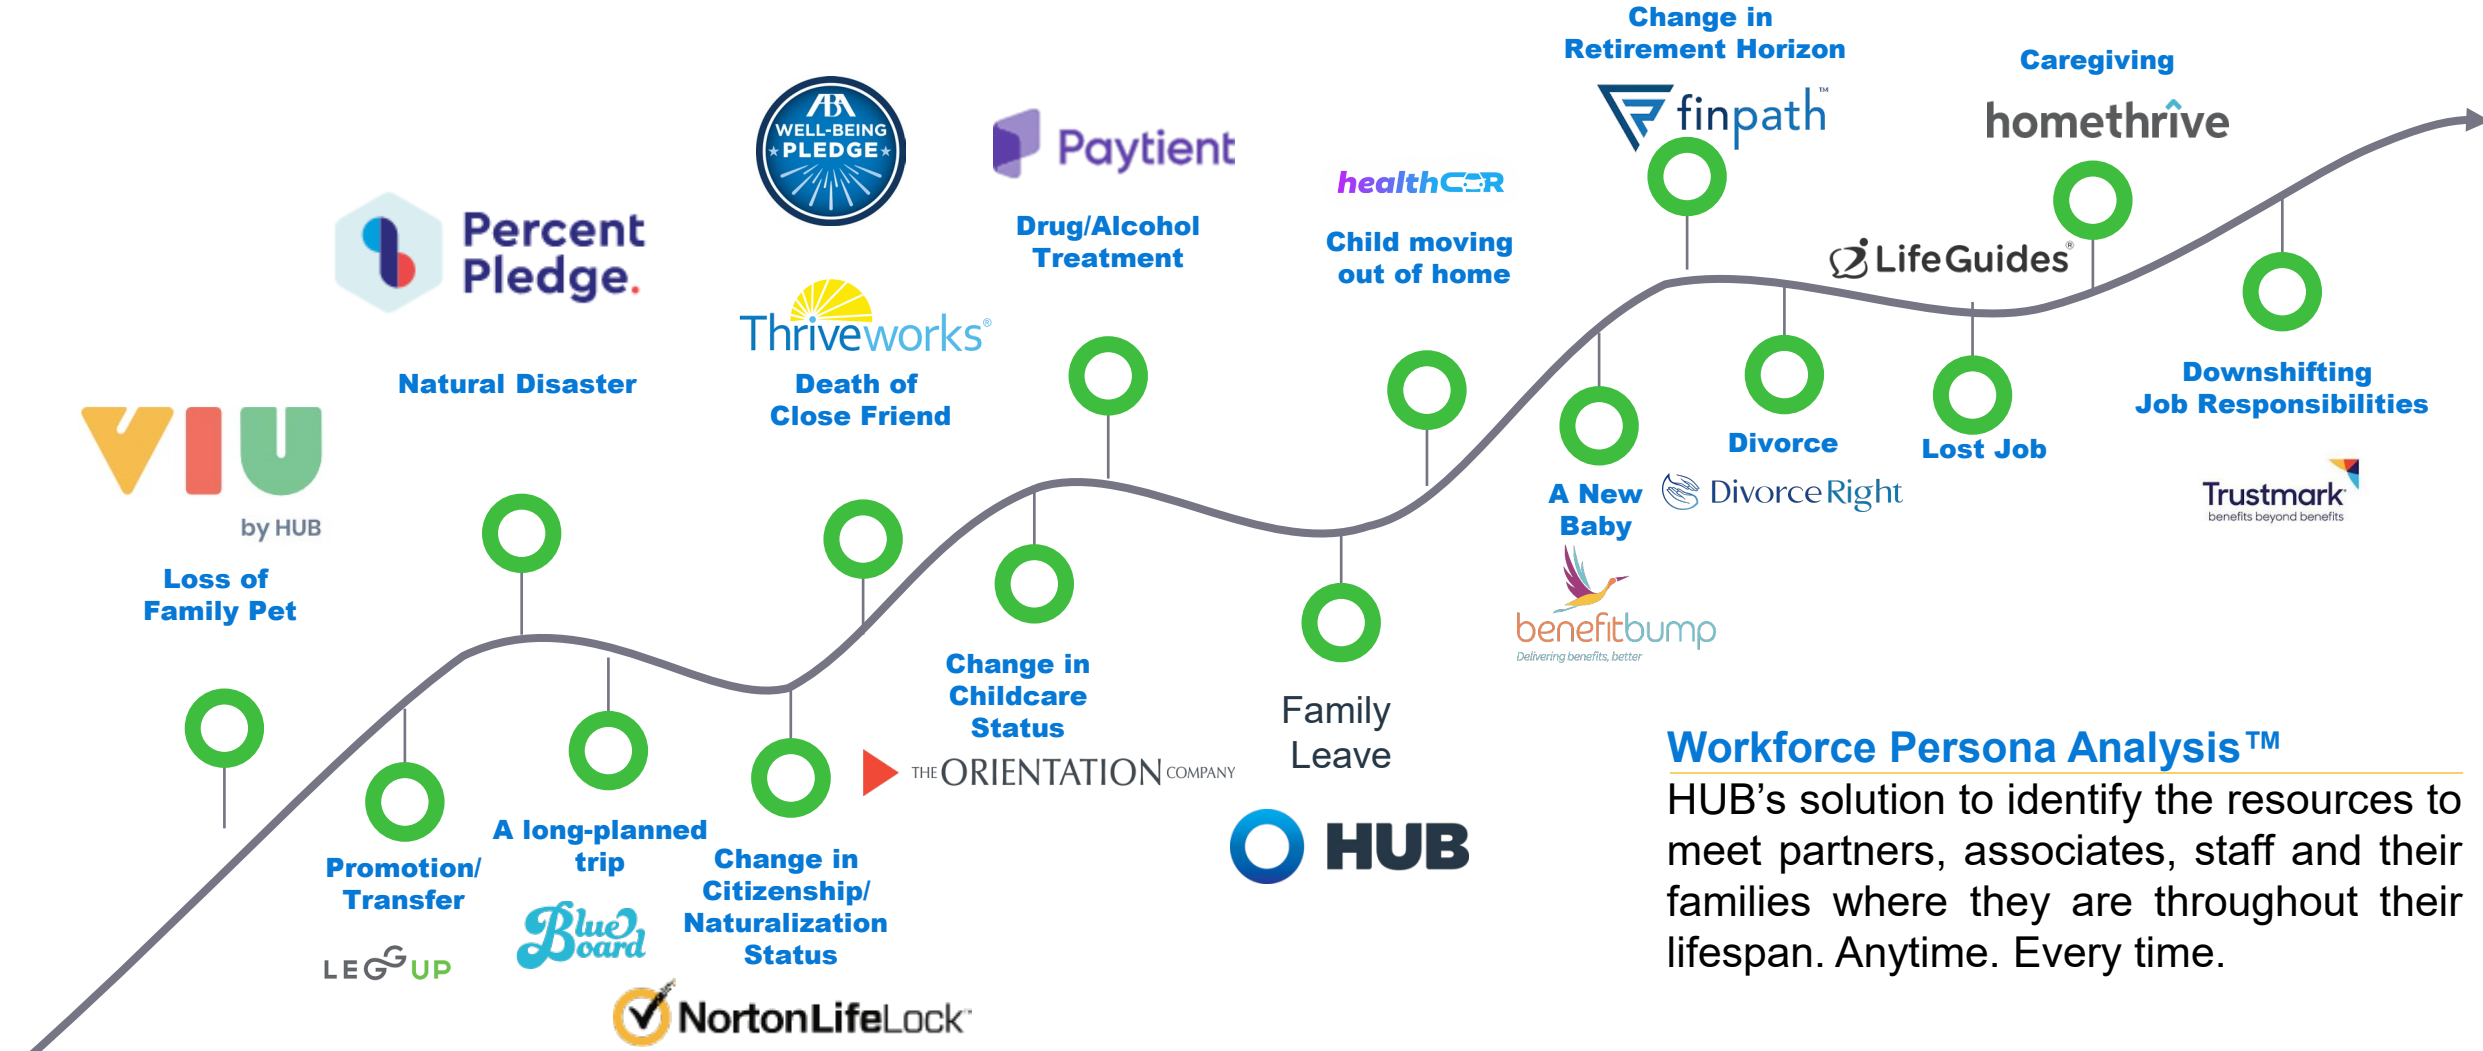 Change in
Retirement Horizon
finpath™
Caregiving
homethrive
ABA
WELL-BEING
PLEDGE
Paytient
Drug/Alcohol
Treatment
healthCAR
Child moving
out of home
LifeGuides®
Percent
Pledge.
Natural Disaster
Thriveworks®
Death of
Close Friend
VIU
by HUB
Loss of
Family Pet
Divorce
DivorceRight
Lost Job
Downshifting
Job Responsibilities
Trustmark
benefits beyond benefits
A New
Baby
benefitbump
Delivering benefits, better
Change in
Childcare
Status
THE ORIENTATION COMPANY
Family
Leave
HUB
Promotion/
Transfer
LEGGUP
A long-planned
trip
Blue
Board
Change in
Citizenship/
Naturalization
Status
NortonLifeLock™
Workforce Persona Analysis™
HUB’s solution to identify the resources to
meet partners, associates, staff and their
families where they are throughout their
lifespan. Anytime. Every time.